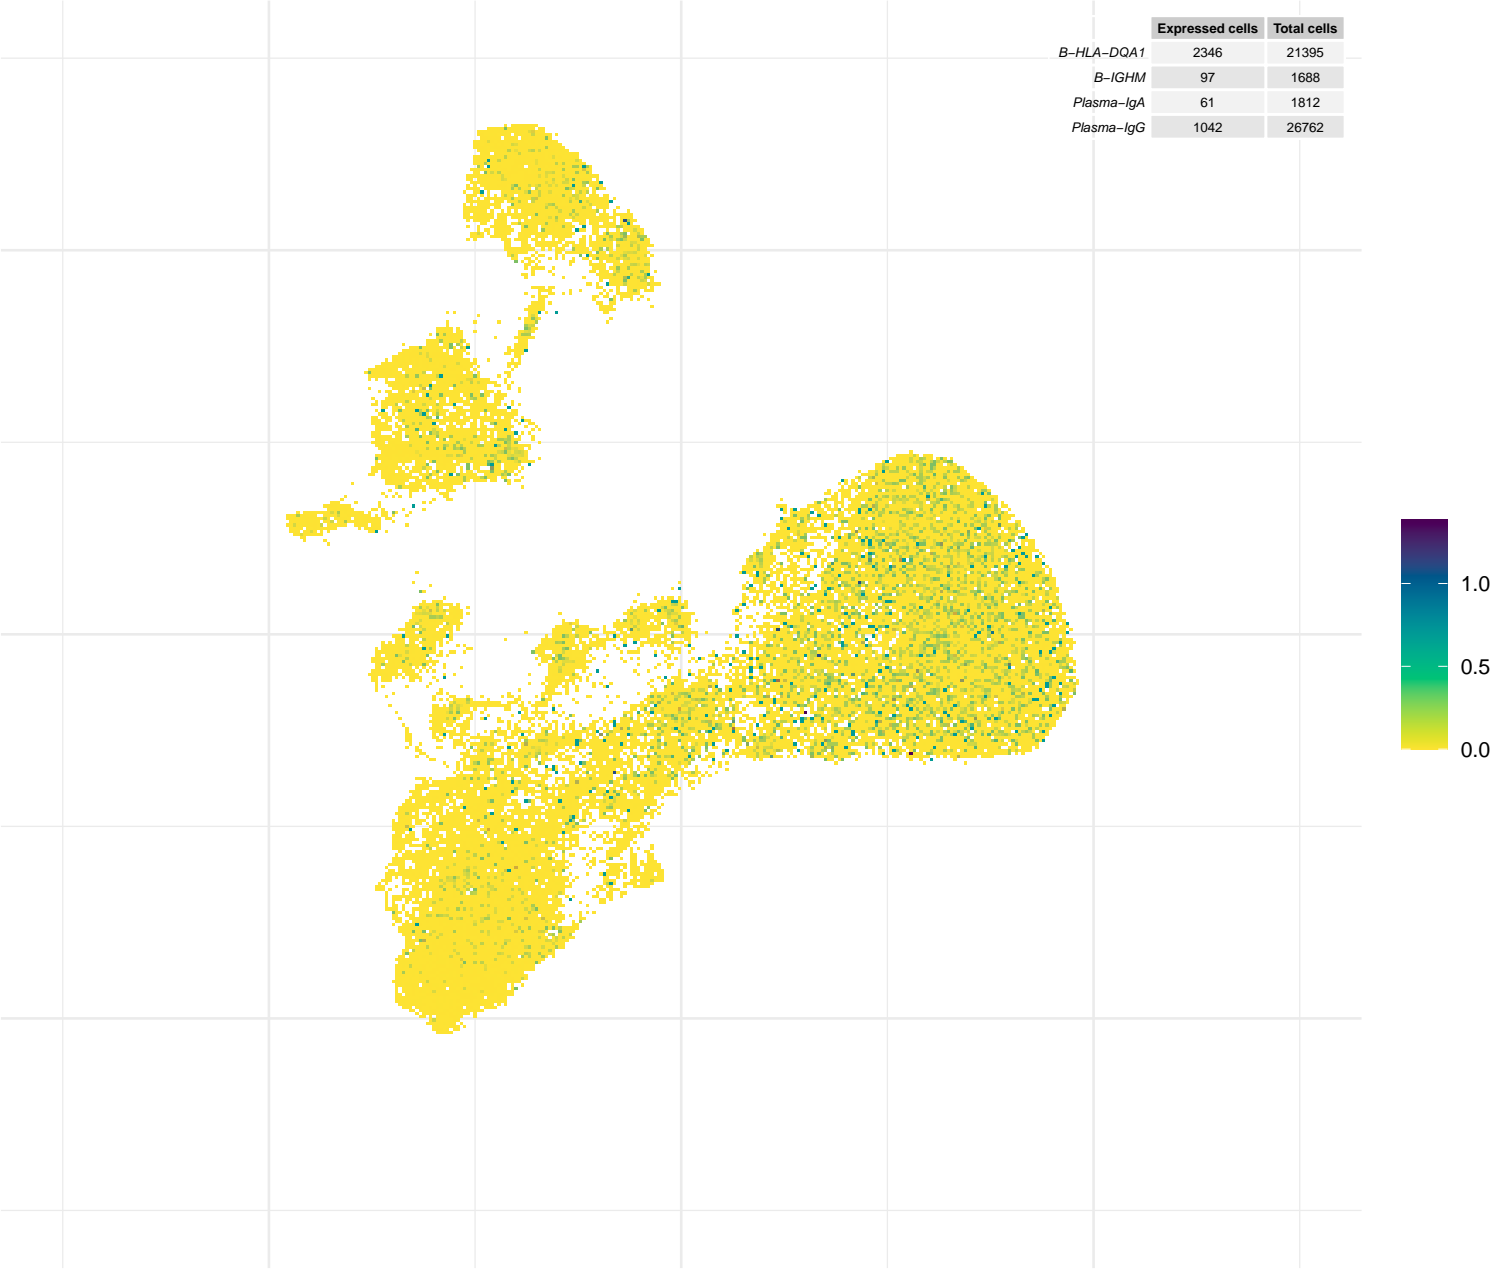 Expressed cells Total cells
B−HLA−DQA1 2346 21395
B−IGHM 97 1688
Plasma−IgA 61 1812
Plasma−IgG 1042 26762
1.0
0.5
0.0